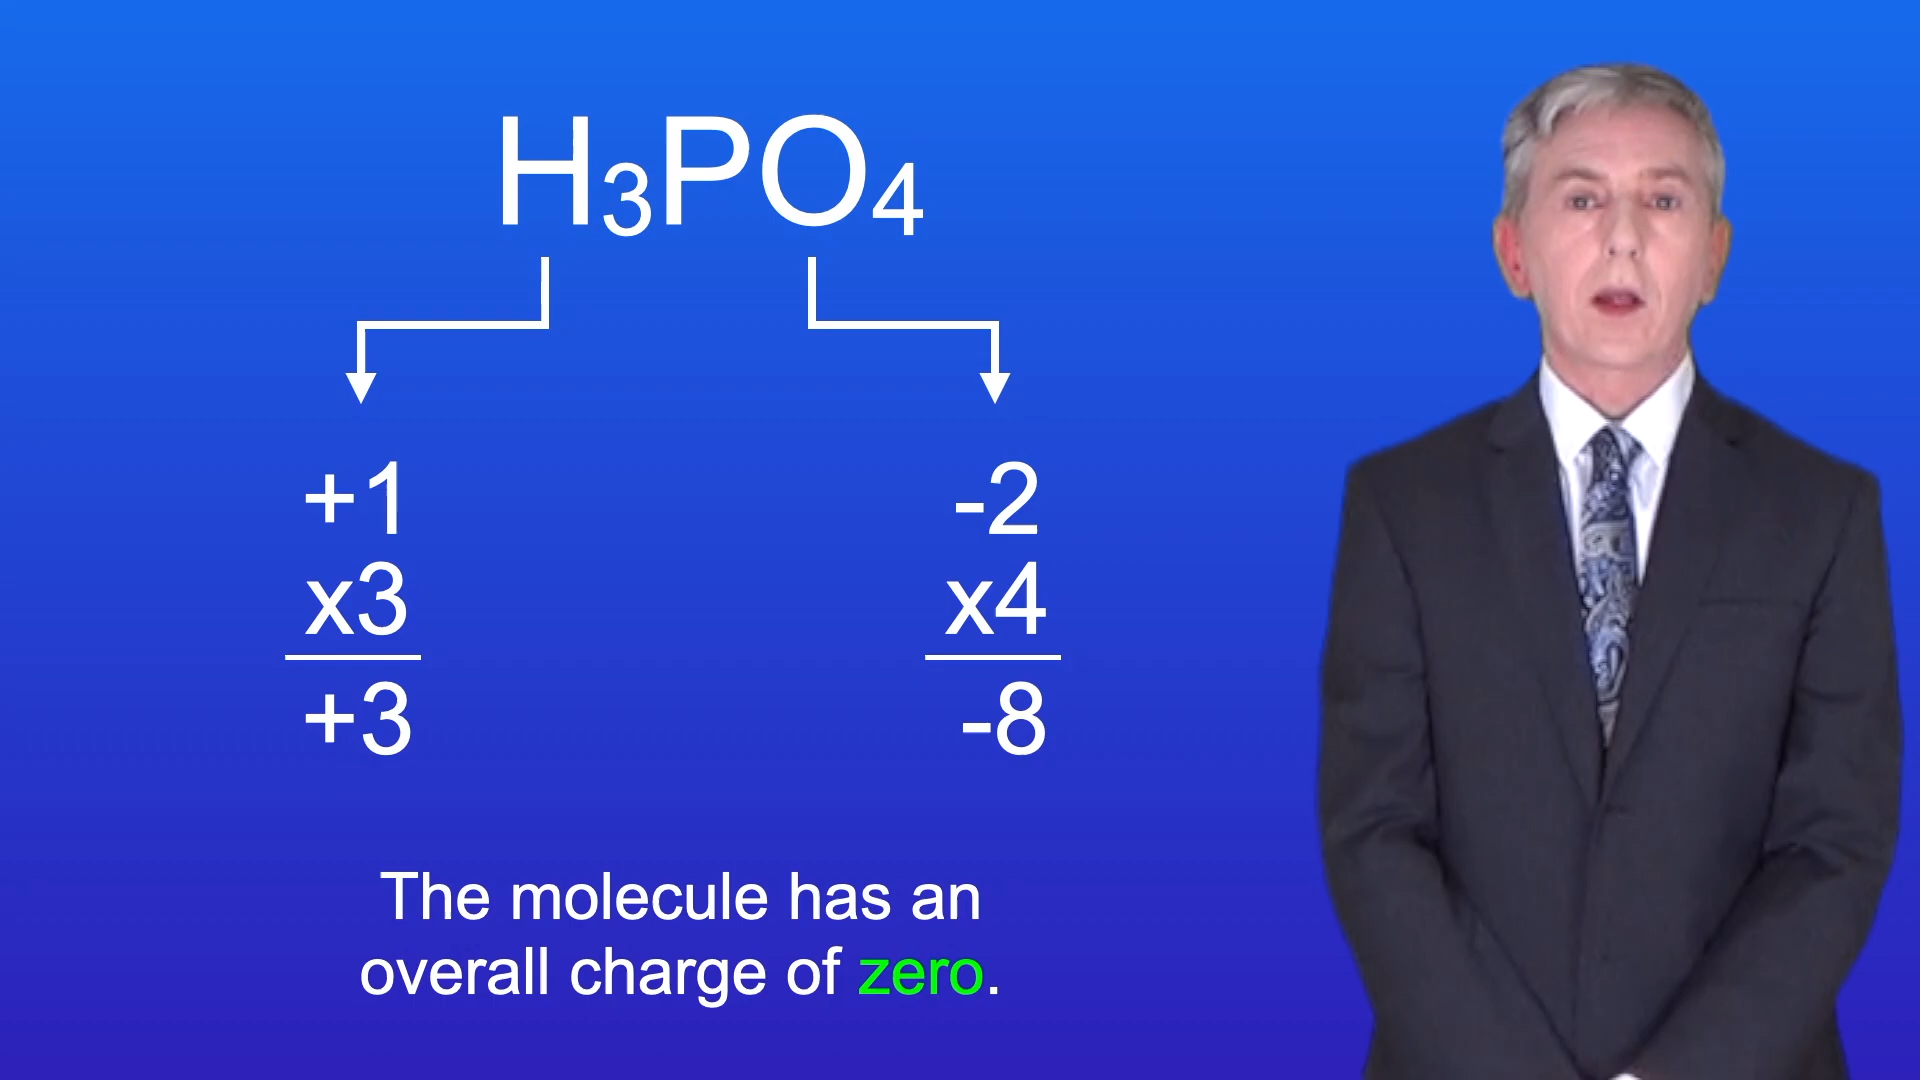 H₃PO₄
+1 -2
x3 x4
+3 -8
The molecule has an
overall charge of zero.